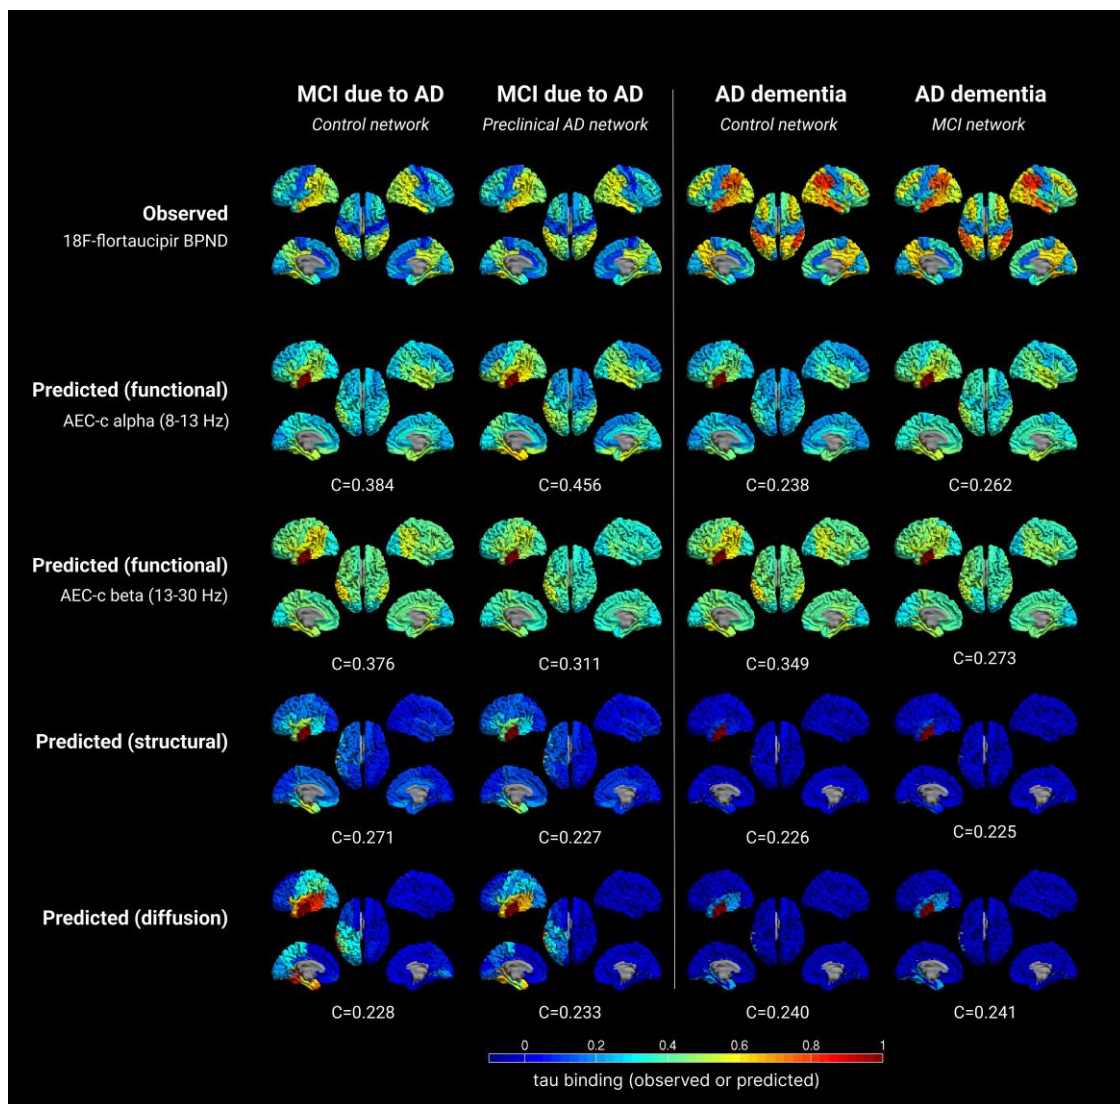 MCI due to AD MCI due to AD AD dementia AD dementia
Control network Preclinical AD network Control network MCI network
Observed
18F-flortaucipir BPND
Predicted (functional)
AEC-c alpha (8-13 Hz)
C=0.384 C=0.456 C=0.238 C=0.262
Predicted (functional)
AEC-c beta (13-30 Hz)
C=0.376 C=0.311 C=0.349 C=0.273
Predicted (structural)
C=0.271 C=0.227 C=0.226 C=0.225
Predicted (diffusion)
C=0.228 C=0.233 C=0.240 C=0.241
0 0.2 0.4 0.6 0.8 1
tau binding (observed or predicted)